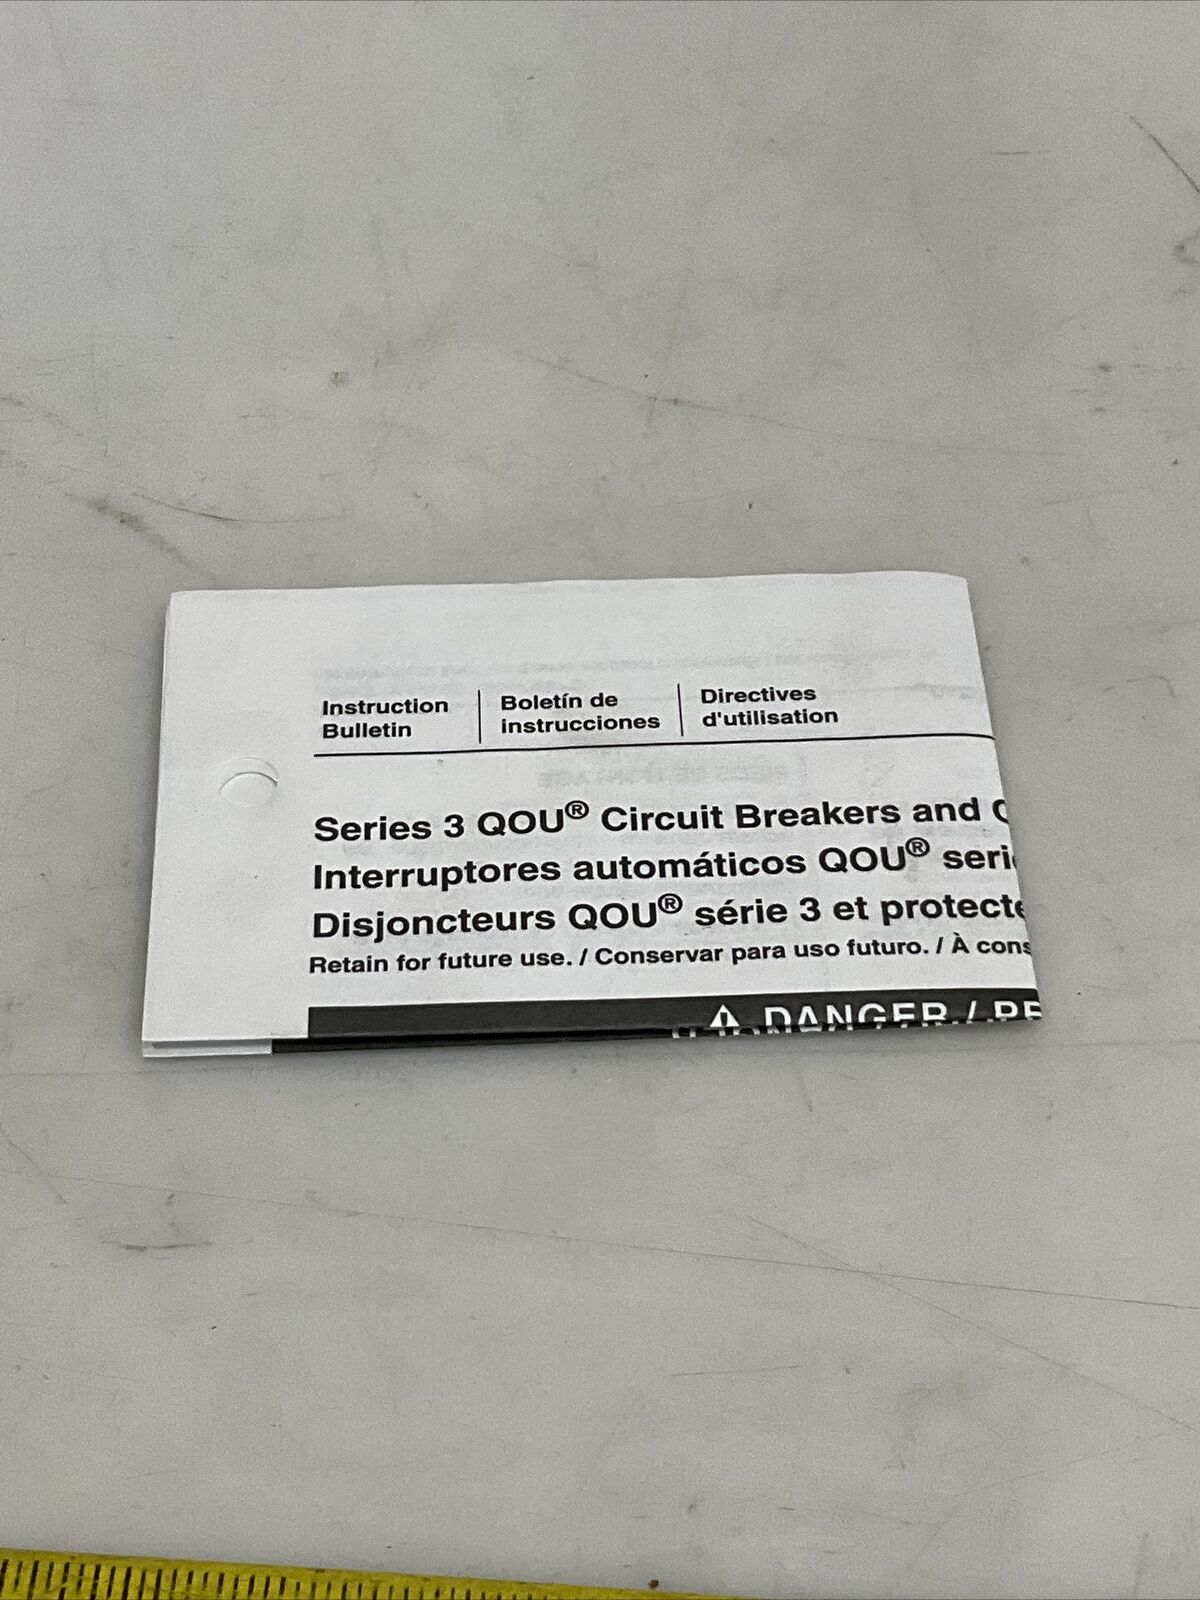 Instruction
Bulletin
Boletín de
instrucciones
Directives
d'utilisation
Series 3 QOU® Circuit Breakers and
Interruptores automáticos QOU®
Disjoncteurs QOU® série 3 et
Retain for future use. / Conservar para uso futuro. / À
⚠ DANGER /